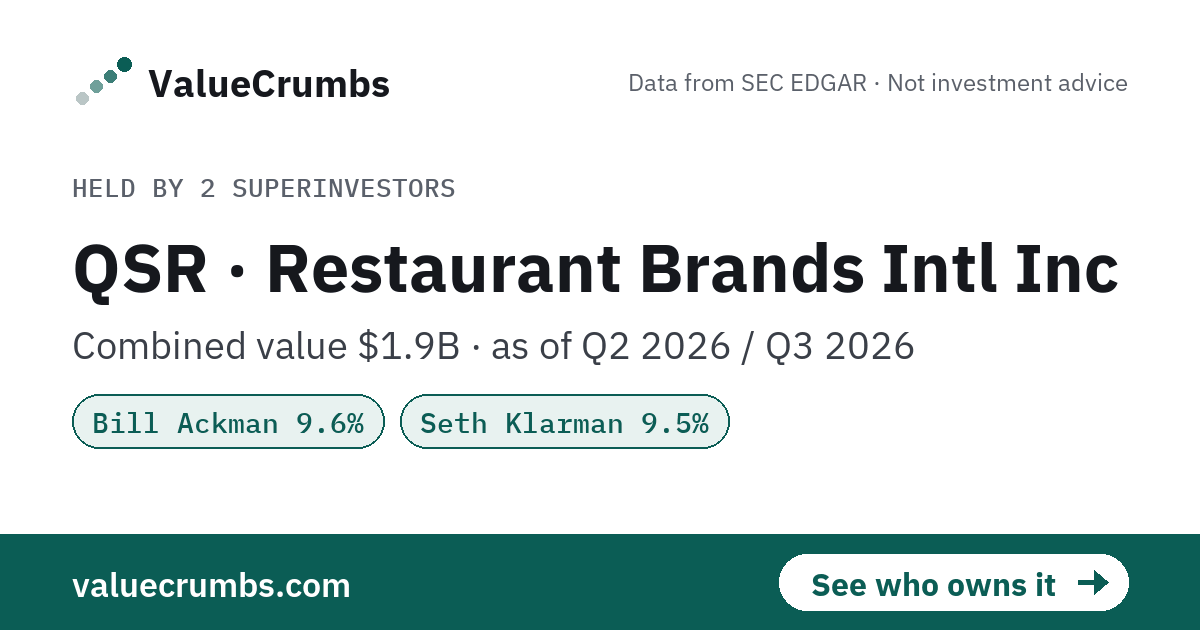 ValueCrumbs
Data from SEC EDGAR · Not investment advice
HELD BY 2 SUPERINVESTORS
QSR · Restaurant Brands Intl Inc
Combined value $1.9B · as of Q2 2026 / Q3 2026
Bill Ackman 9.6%
Seth Klarman 9.5%
valuecrumbs.com
See who owns it